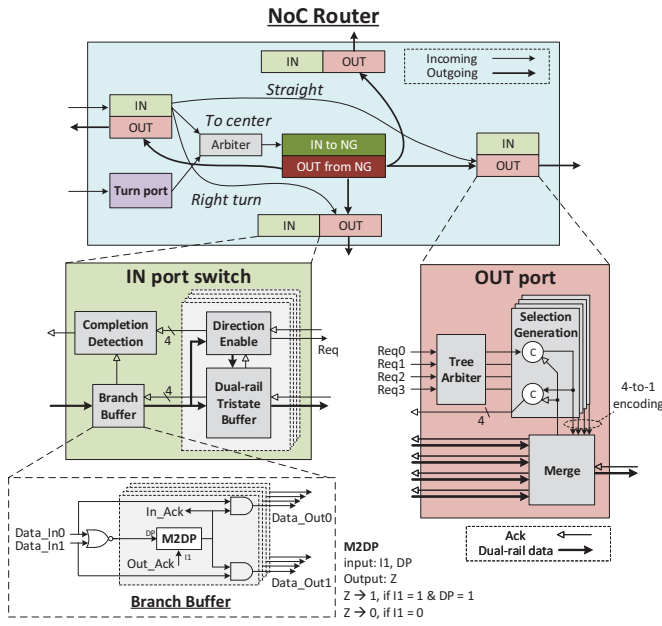 NoC Router
IN
OUT
Incoming
Outgoing
Straight
IN
OUT
To center
Arbiter
IN to NG
OUT from NG
IN
OUT
Turn port
Right turn
IN
OUT
IN port switch
Completion
Detection
4
Direction
Enable
Req
4
Branch
Buffer
Dual-rail
Tristate
Buffer
OUT port
Selection
Generation
Req0
Req1
Req2
Req3
Tree
Arbiter
C
C
4
4-to-1
encoding
Merge
Ack
Dual-rail data
In_Ack
Data_In0
Data_In1
DP
M2DP
I1
Out_Ack
Data_Out0
Data_Out1
Branch Buffer
M2DP
input: I1, DP
Output: Z
Z → 1, if I1 = 1 & DP = 1
Z → 0, if I1 = 0